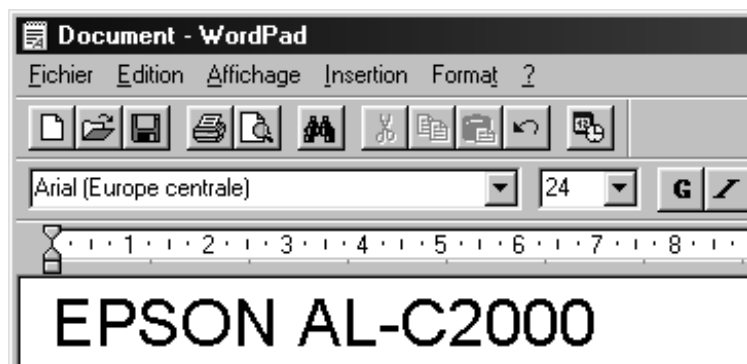 Document - WordPad
Fichier Edition Affichage Insertion Format ?
Arial (Europe centrale) 24 G I
1 2 3 4 5 6 7 8
EPSON AL-C2000